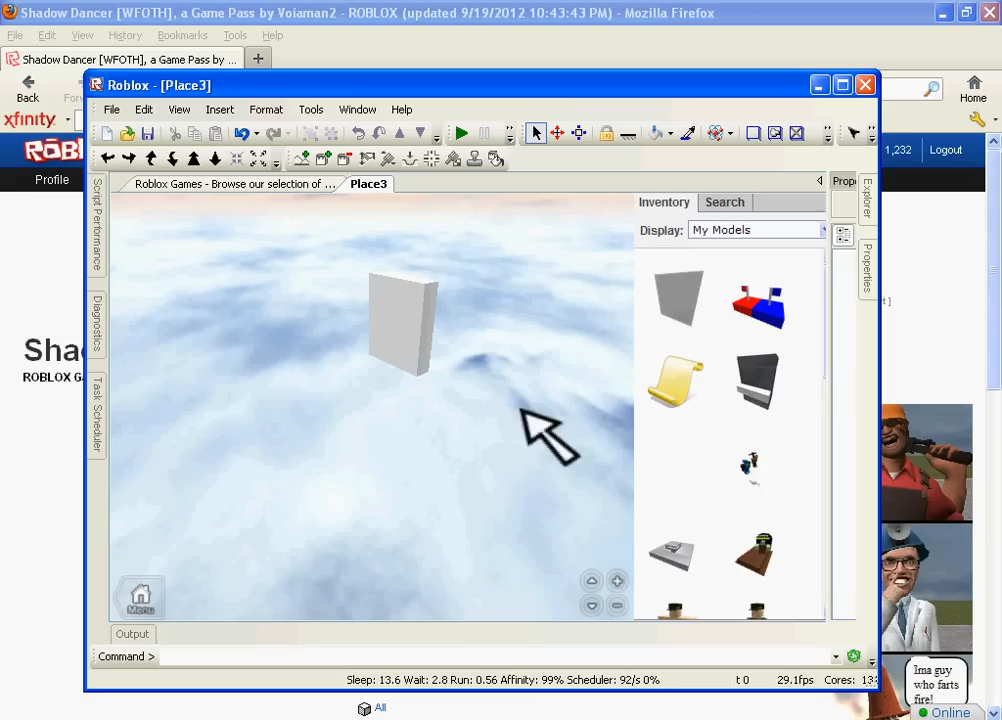 Shadow Dancer [WFOTH], a Game Pass by Voiaman2 - ROBLOX (updated 9/19/2012 10:43:43 PM) - Mozilla Firefox
File Edit View History Bookmarks Tools Help
Shadow Dancer [WFOTH], a Game Pass by ... +
Back Home
xfinity
1,232 Logout
Profile
ROBLOX G
Roblox - [Place3]
File Edit View Insert Format Tools Window Help
Roblox Games - Browse our selection of ... Place3
Inventory Search
Display: My Models
Script Performance
Diagnostics
Task Scheduler
Explorer
Properties
Menu
Output
Command >
Sleep: 13.6 Wait: 2.8 Run: 0.56 Affinity: 99% Scheduler: 92/s 0% t 0 29.1fps Cores:
All
Ima guy
who farts
fire!
Online